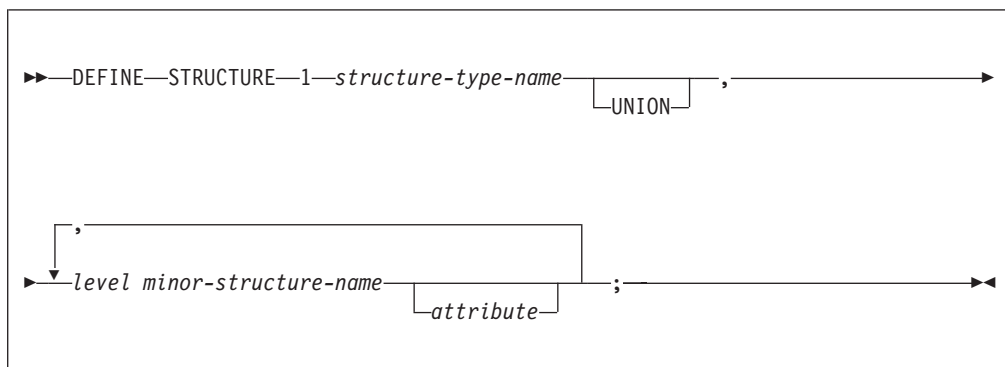 DEFINE STRUCTURE 1 structure-type-name ,
UNION
,
level minor-structure-name ;
attribute